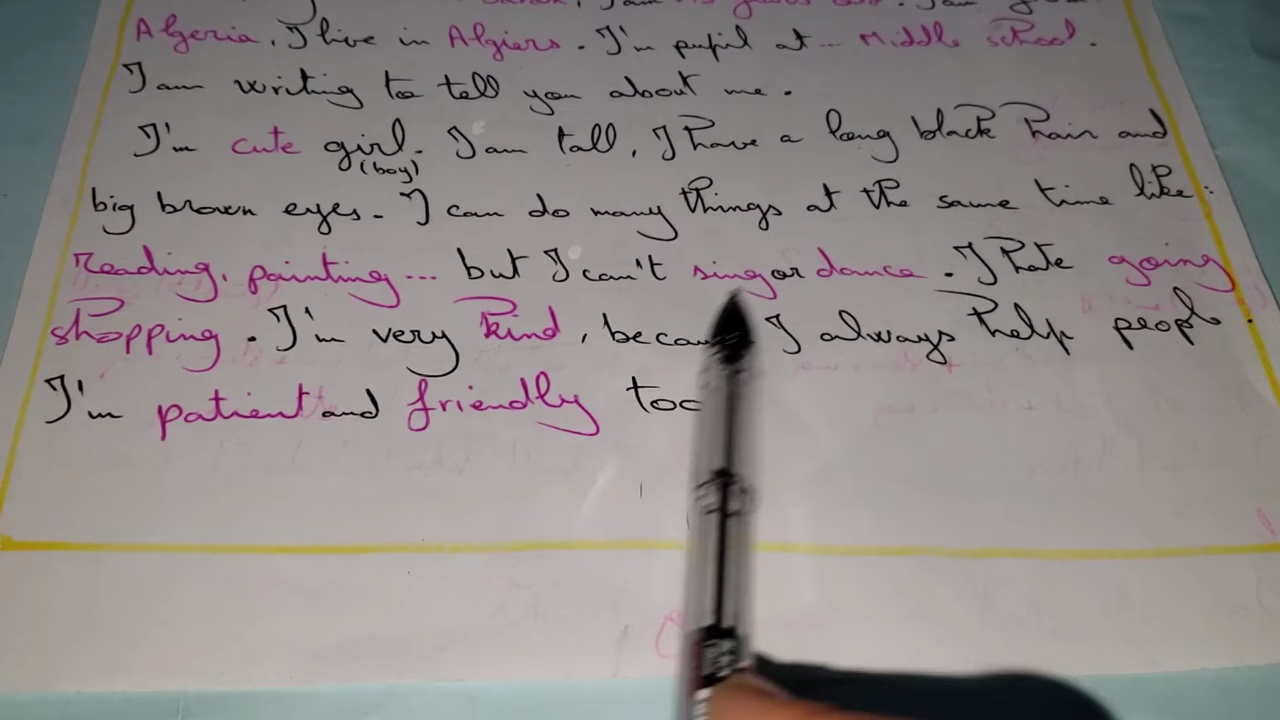 I am
Algeria, I live in Algiers. I'm pupil at ... Middle school.
I am writing to tell you about me.
I'm cute girl. I am tall, I have a long black hair and
(boy)
big brown eyes. I can do many things at the same time like:
Reading, painting... but I can't sing or dance. I hate going
shopping. I'm very kind, because I always help people.
I'm patient and friendly too